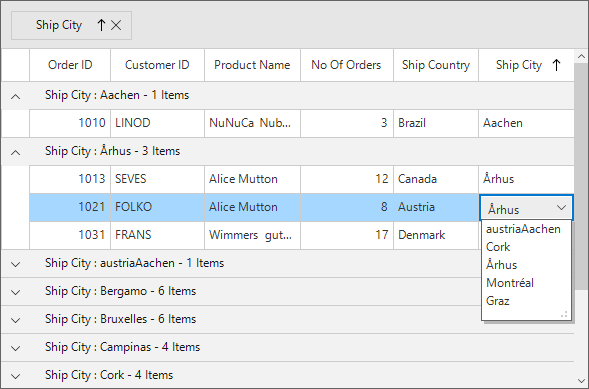 Ship City
Order ID Customer ID Product Name No Of Orders Ship Country Ship City
Ship City : Aachen - 1 Items
1010 LINOD NuNuCa Nub... 3 Brazil Aachen
Ship City : Århus - 3 Items
1013 SEVES Alice Mutton 12 Canada Århus
1021 FOLKO Alice Mutton 8 Austria Århus
1031 FRANS Wimmers gut... 17 Denmark
austriaAachen
Cork
Århus
Montréal
Graz
Ship City : austriaAachen - 1 Items
Ship City : Bergamo - 6 Items
Ship City : Bruxelles - 6 Items
Ship City : Campinas - 4 Items
Ship City : Cork - 4 Items